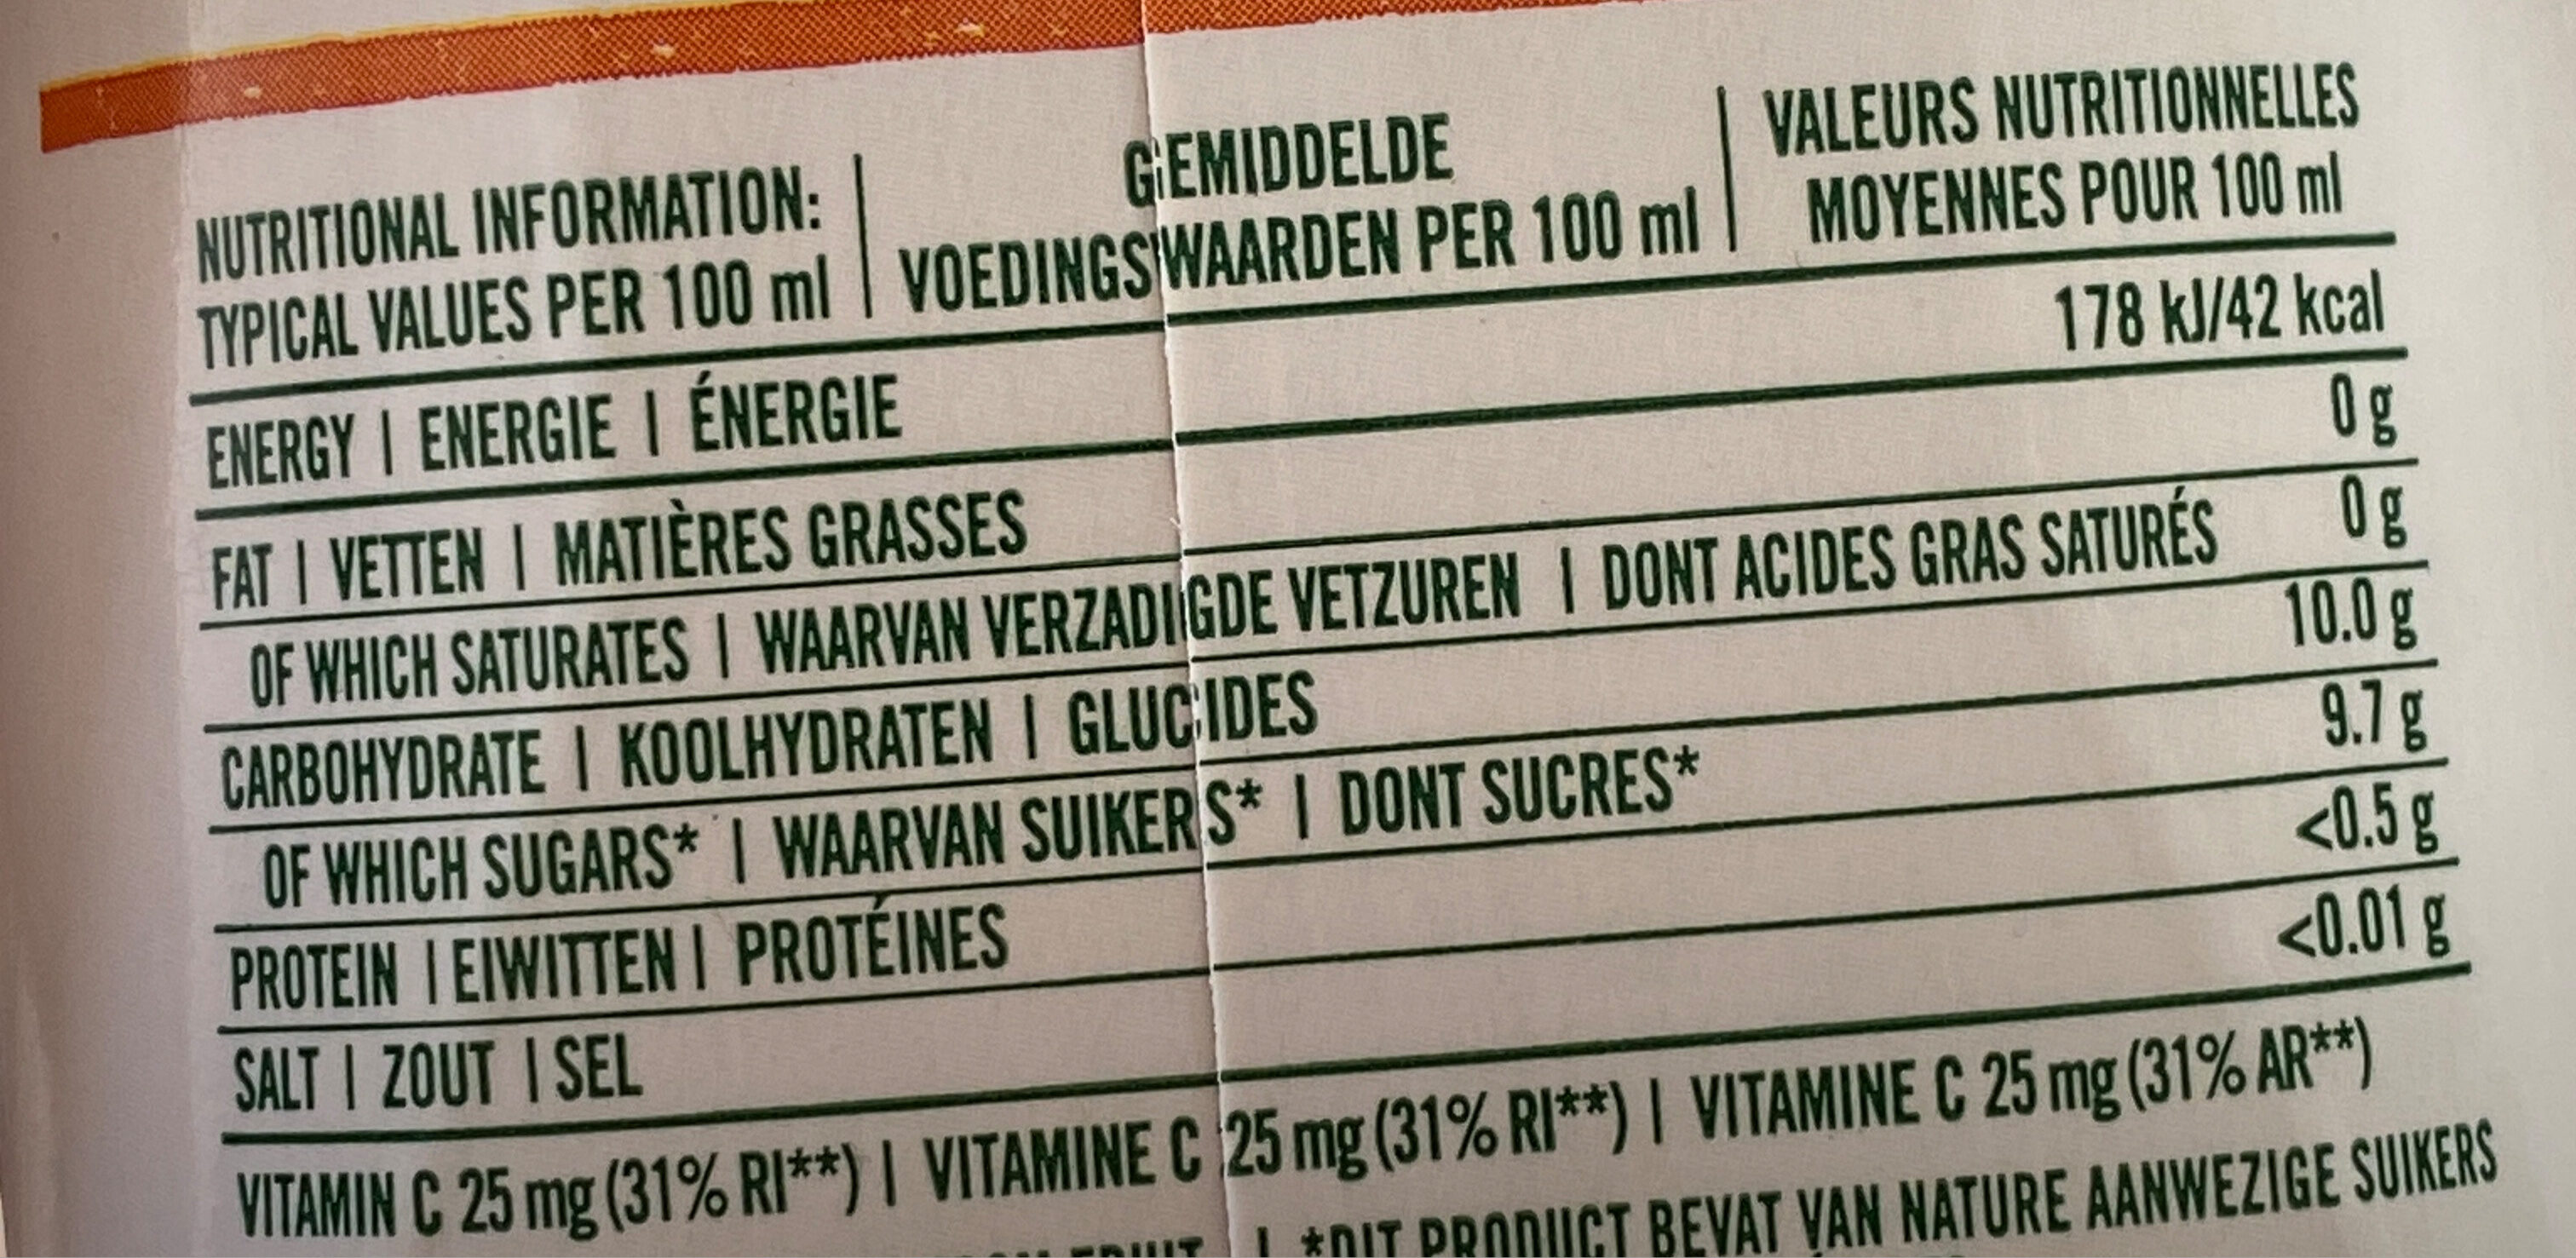 NUTRITIONAL INFORMATION:
TYPICAL VALUES PER 100 ml
GEMIDDELDE
VOEDINGSWAARDEN PER 100 ml
VALEURS NUTRITIONNELLES
MOYENNES POUR 100 ml
ENERGY | ENERGIE | ÉNERGIE 178 kJ/42 kcal
FAT | VETTEN | MATIÈRES GRASSES 0 g
OF WHICH SATURATES | WAARVAN VERZADIGDE VETZUREN | DONT ACIDES GRAS SATURÉS 0 g
CARBOHYDRATE | KOOLHYDRATEN | GLUCIDES 10.0 g
OF WHICH SUGARS* | WAARVAN SUIKERS* | DONT SUCRES* 9.7 g
PROTEIN | EIWITTEN | PROTÉINES <0.5 g
SALT | ZOUT | SEL <0.01 g
VITAMIN C 25 mg (31% RI**) | VITAMINE C 25 mg (31% RI**) | VITAMINE C 25 mg (31% AR**)
FRUIT | *DIT PRODUCT BEVAT VAN NATURE AANWEZIGE SUIKERS